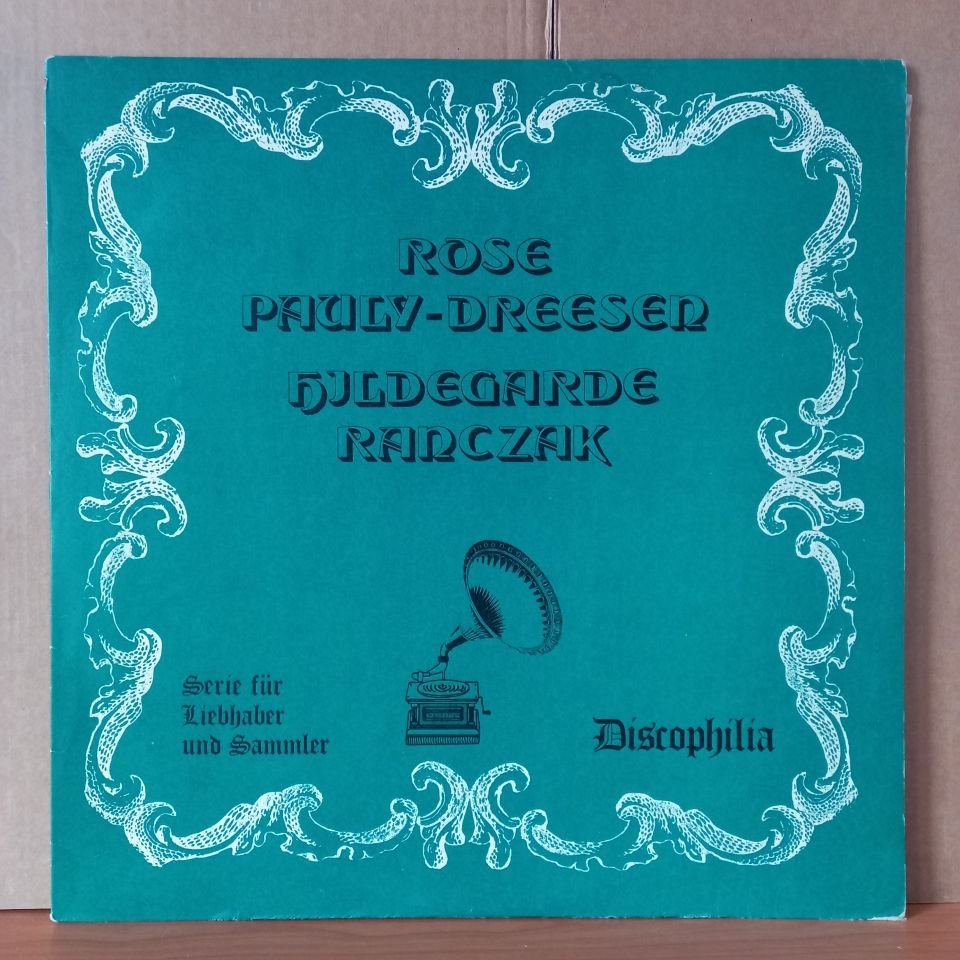 ROSE
PAULY-DREESEN
HILDEGARDE
RANCZAK
Serie für
Liebhaber
und Sammler
Discophilia